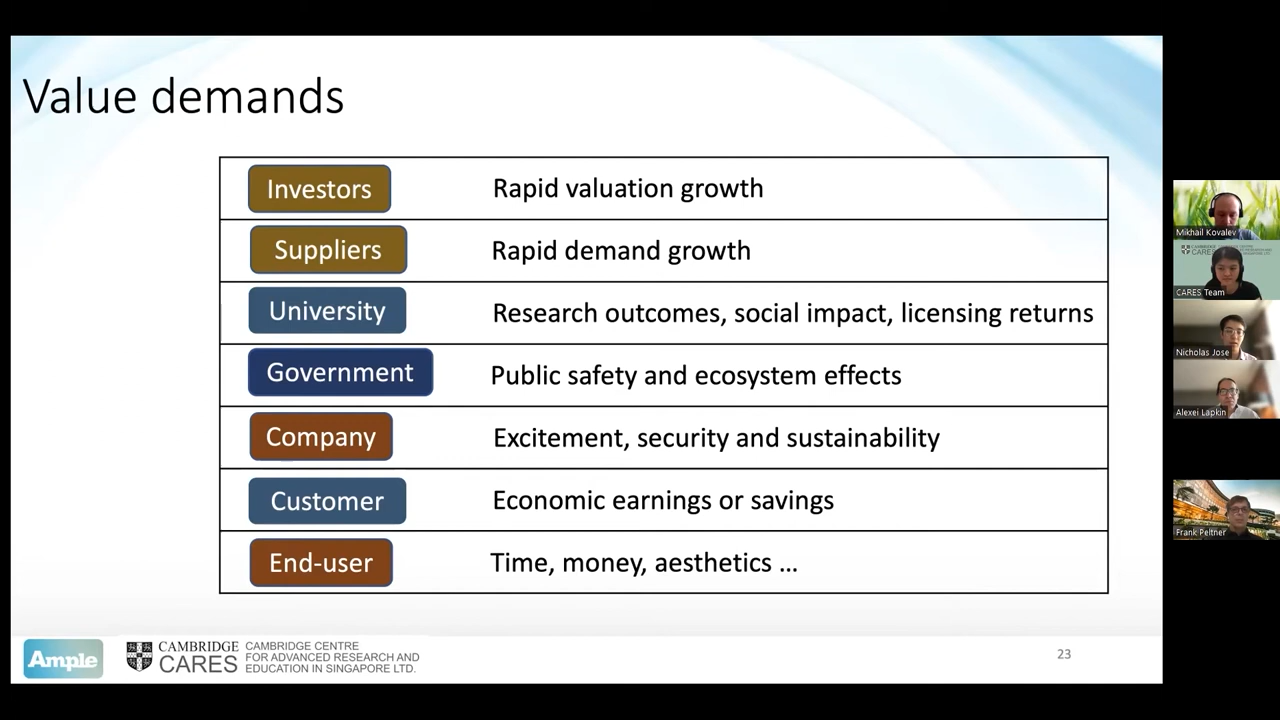 Value demands
Investors Rapid valuation growth
Suppliers Rapid demand growth
University Research outcomes, social impact, licensing returns
Government Public safety and ecosystem effects
Company Excitement, security and sustainability
Customer Economic earnings or savings
End-user Time, money, aesthetics ...
Ample
CAMBRIDGE
CARES
CAMBRIDGE CENTRE
FOR ADVANCED RESEARCH AND
EDUCATION IN SINGAPORE LTD.
23
Mikhail Kovalev
CAMBRIDGE
CARES
CARES Team
Nicholas Jose
Alexei Lapkin
Frank Peltner